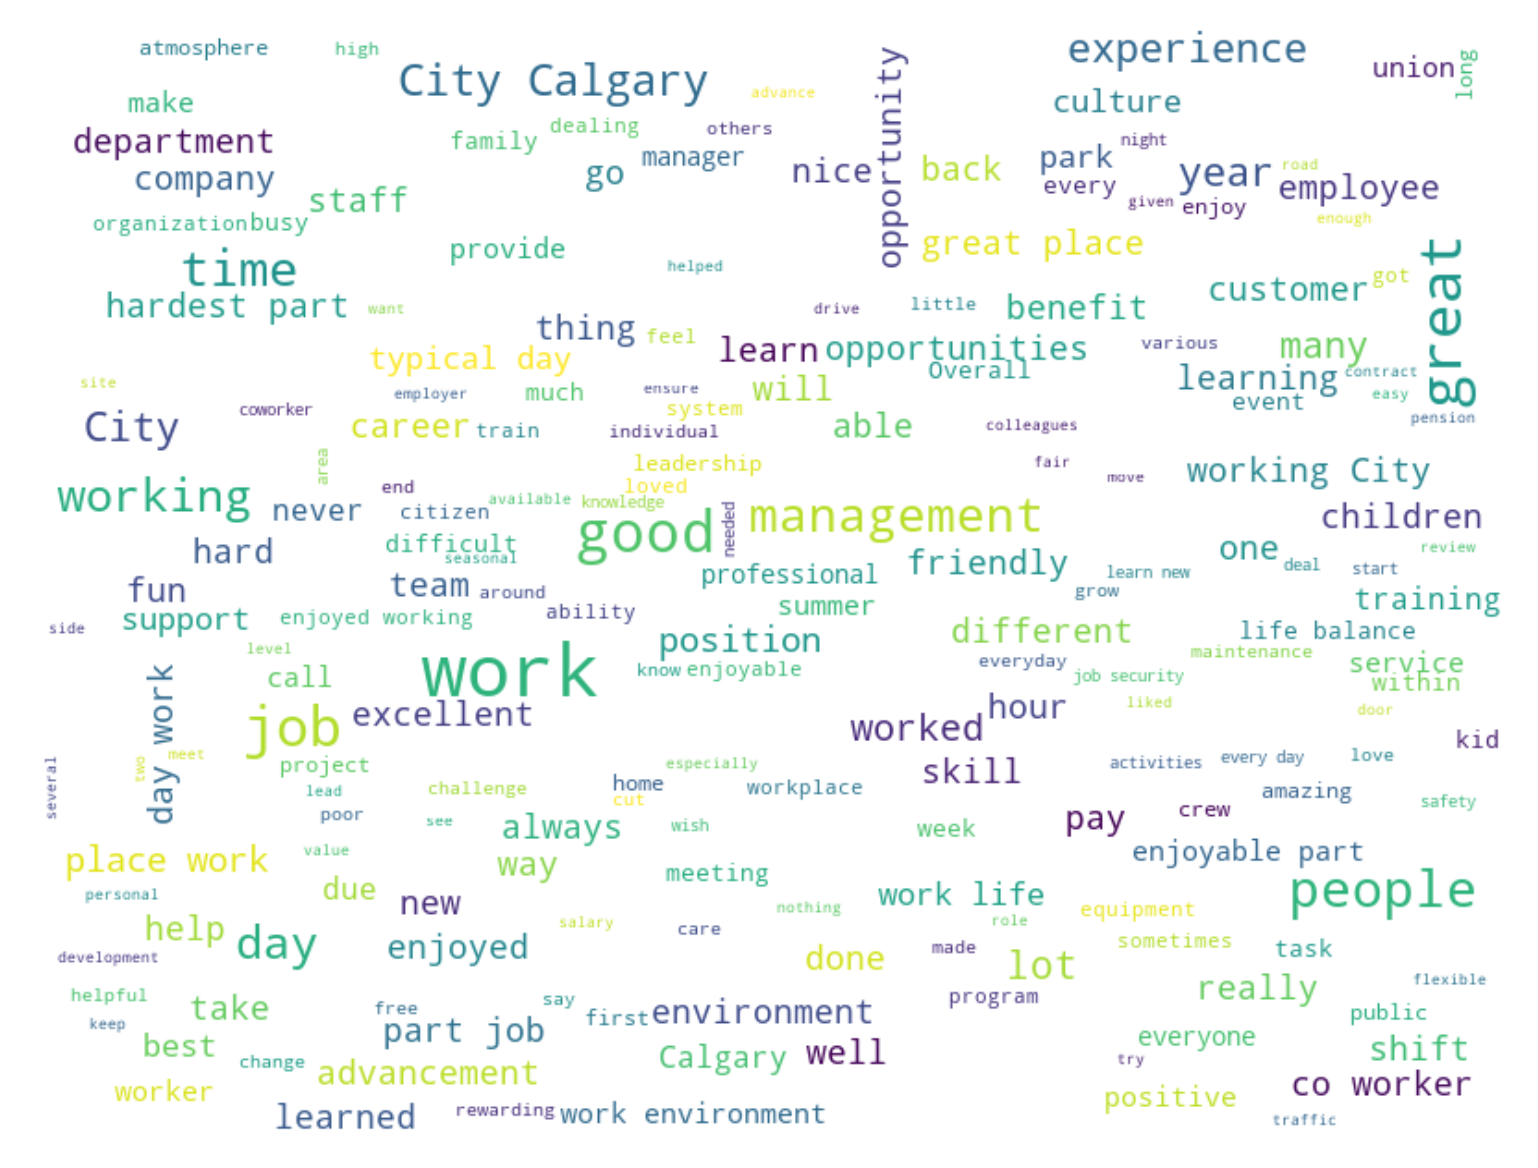 atmosphere high City Calgary advance opportunity experience union long
make family dealing others culture
department company go manager nice back park night year road employee
staff every given enjoy enough
organization busy provide great place great
time helped customer got
hardest part want thing feel drive little benefit
typical day learn opportunities Overall various many
site employer much ensure will learning contract
coworker system event easy
City career train individual able colleagues pension
area leadership fair working City
working end loved move
never citizen available knowledge good needed management children
hard difficult seasonal friendly one review
fun team around professional learn new deal start
support enjoyed working ability summer grow training
side position different life balance
level work know enjoyable everyday maintenance service
call job security within
day work job excellent worked hour liked door
two meet kid
several project especially skill activities every day love
lead challenge home workplace amazing
poor see cut pay crew safety
always wish week
place work value way enjoyable part
personal due meeting work life people
new nothing equipment
help salary care role
day enjoyed done made sometimes task
development lot
helpful take free say program really flexible
keep part job first environment public
best everyone
change Calgary well try shift
worker advancement co worker
learned rewarding work environment positive traffic